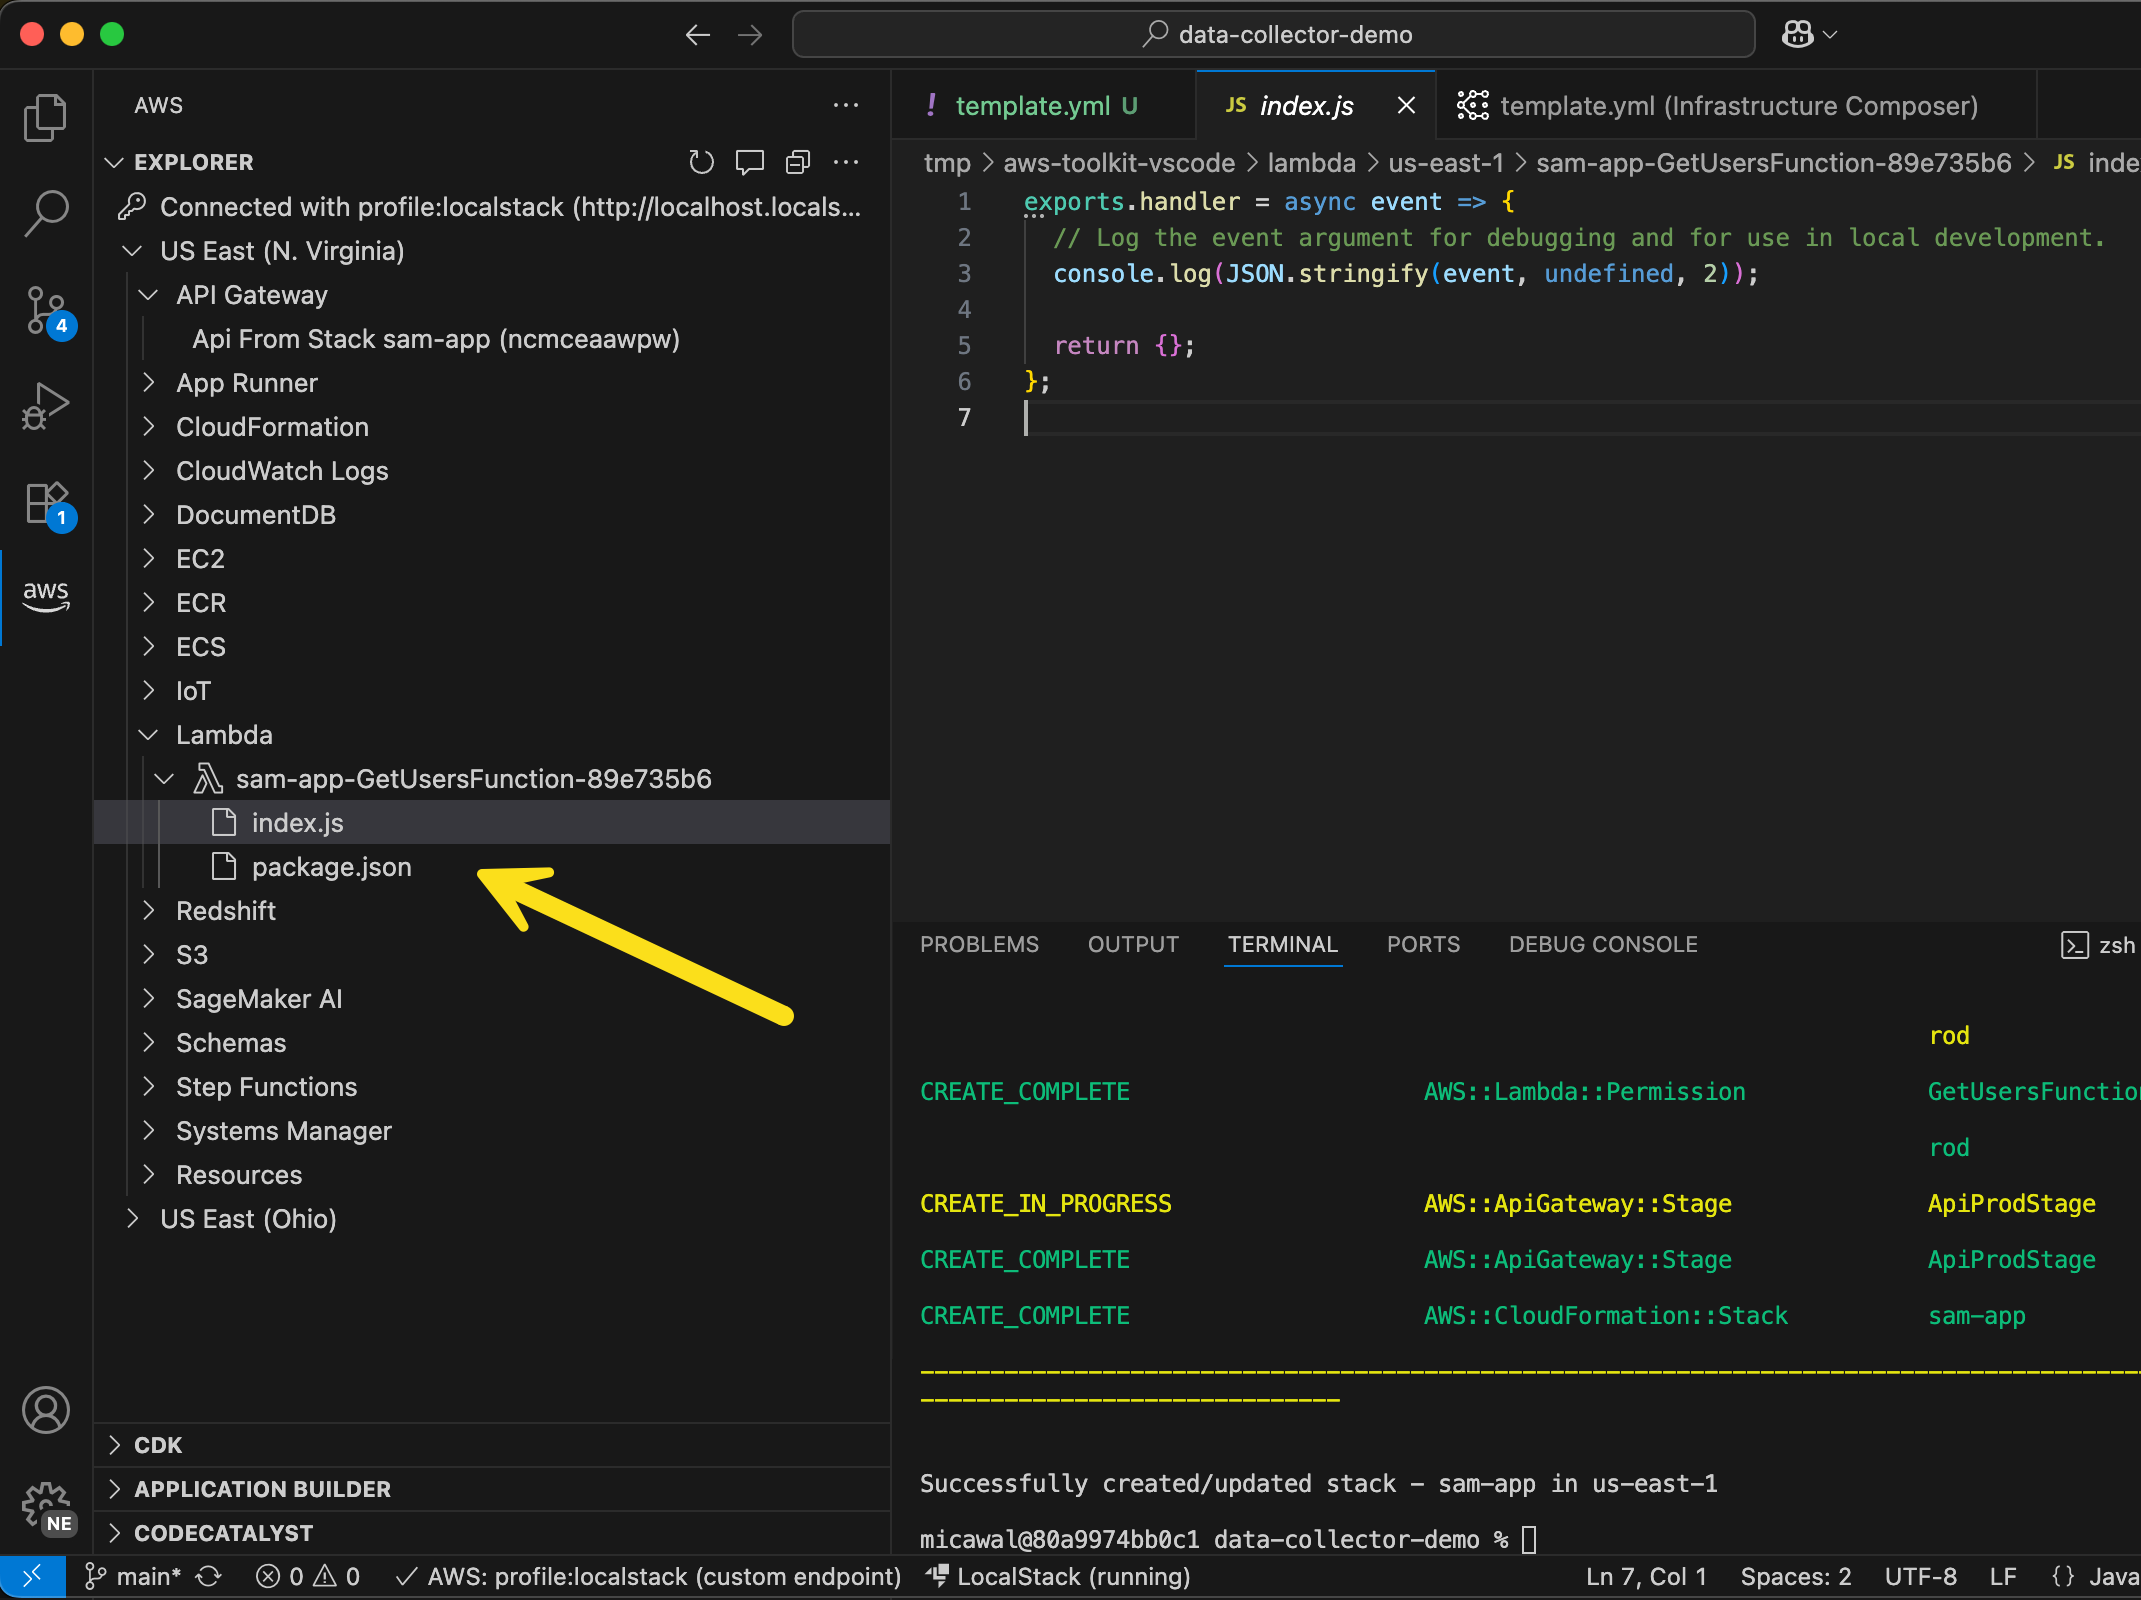 data-collector-demo
AWS
EXPLORER
Connected with profile:localstack (http://localhost.locals...
US East (N. Virginia)
API Gateway
Api From Stack sam-app (ncmceaawpw)
App Runner
CloudFormation
CloudWatch Logs
DocumentDB
EC2
ECR
ECS
IoT
Lambda
sam-app-GetUsersFunction-89e735b6
index.js
package.json
Redshift
S3
SageMaker AI
Schemas
Step Functions
Systems Manager
Resources
US East (Ohio)
CDK
APPLICATION BUILDER
CODECATALYST
4
1
aws
NE
! template.yml U
JS index.js
template.yml (Infrastructure Composer)
tmp > aws-toolkit-vscode > lambda > us-east-1 > sam-app-GetUsersFunction-89e735b6 > JS inde
1 exports.handler = async event => {
2 // Log the event argument for debugging and for use in local development.
3 console.log(JSON.stringify(event, undefined, 2));
4
5 return {};
6 };
7
PROBLEMS OUTPUT TERMINAL PORTS DEBUG CONSOLE zsh
rod
CREATE_COMPLETE AWS::Lambda::Permission GetUsersFunctio
rod
CREATE_IN_PROGRESS AWS::ApiGateway::Stage ApiProdStage
CREATE_COMPLETE AWS::ApiGateway::Stage ApiProdStage
CREATE_COMPLETE AWS::CloudFormation::Stack sam-app
Successfully created/updated stack - sam-app in us-east-1
micawal@80a9974bb0c1 data-collector-demo %
main* 0 0 AWS: profile:localstack (custom endpoint) LocalStack (running) Ln 7, Col 1 Spaces: 2 UTF-8 LF {} Java